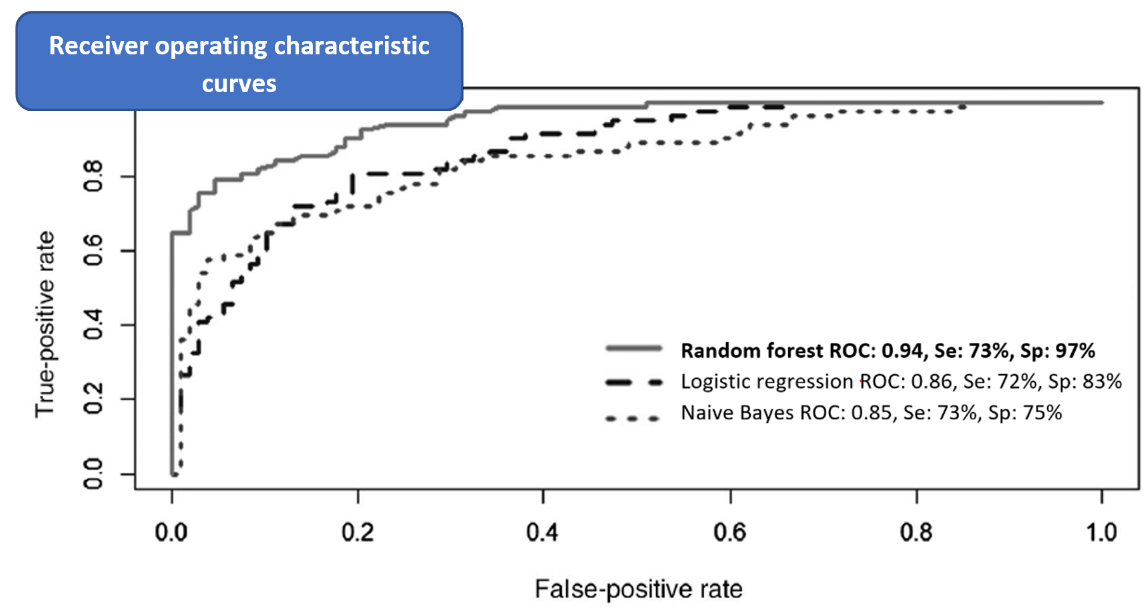 Receiver operating characteristic
curves
True-positive rate
0.8
0.6
0.4
0.2
0.0
Random forest ROC: 0.94, Se: 73%, Sp: 97%
Logistic regression ROC: 0.86, Se: 72%, Sp: 83%
Naive Bayes ROC: 0.85, Se: 73%, Sp: 75%
0.0 0.2 0.4 0.6 0.8 1.0
False-positive rate